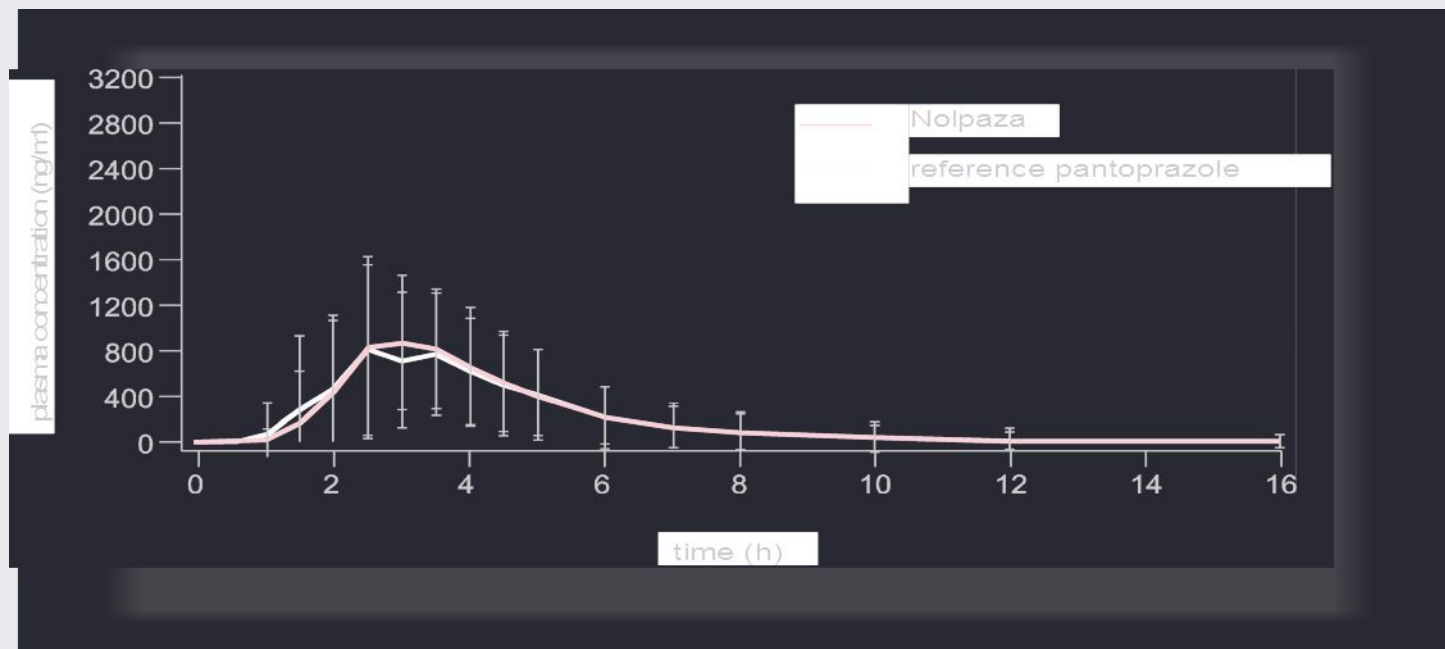 3200
2800
2400
2000
1600
1200
800
400
0
plasma concentration (ng/ml)
Nolpaza
reference pantoprazole
0 2 4 6 8 10 12 14 16
time (h)